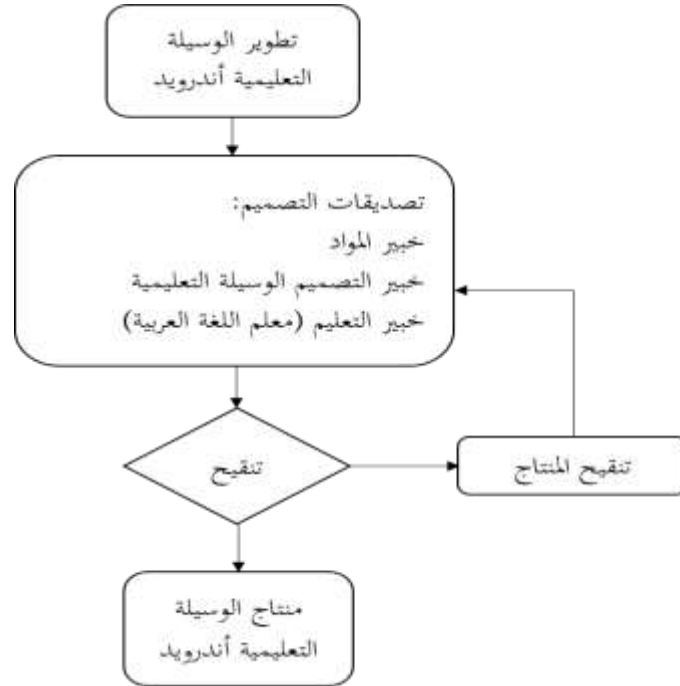 تطوير الوسيلة
التعليمية أندرويد
تصديقات التصميم:
خبير المواد
خبير التصميم الوسيلة التعليمية
خبير التعليم (معلم اللغة العربية)
تنقيح
تنقيح المنتاج
منتاج الوسيلة
التعليمية أندرويد